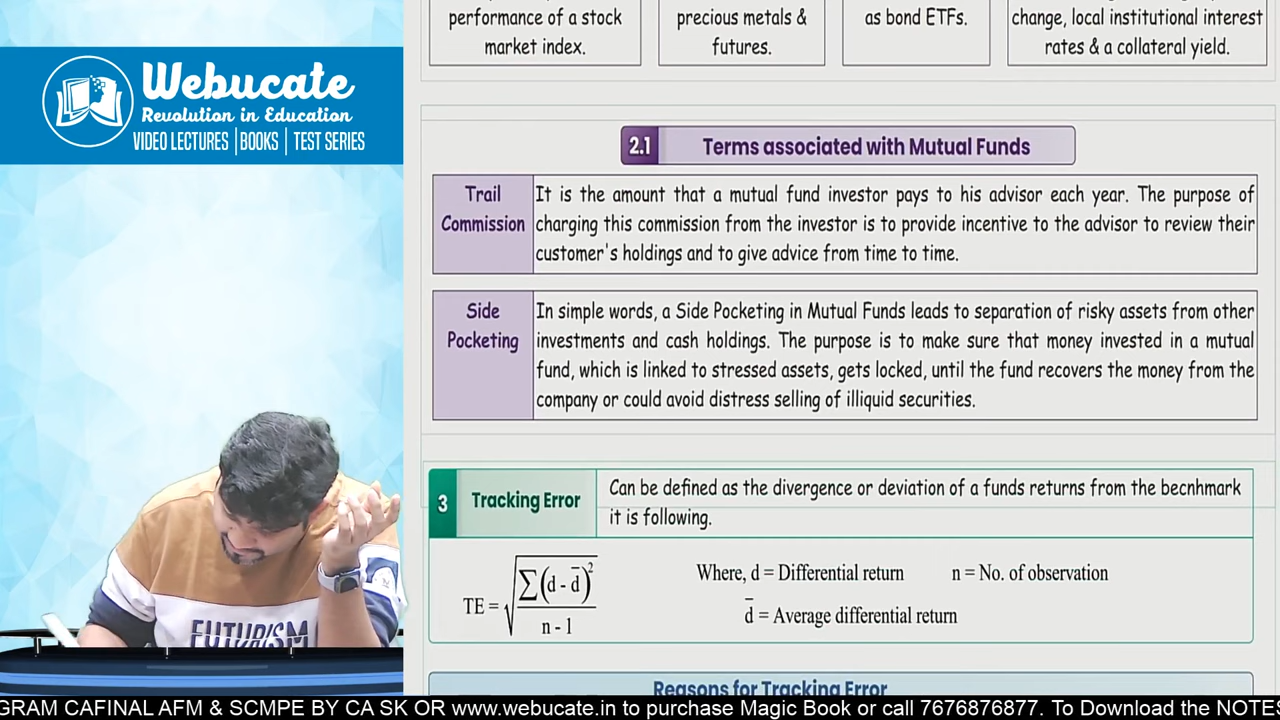 Webucate
Revolution in Education
VIDEO LECTURES | BOOKS | TEST SERIES
performance of a stock
market index.
precious metals &
futures.
as bond ETFs.
change, local institutional interest
rates & a collateral yield.
2.1 Terms associated with Mutual Funds
Trail
Commission
It is the amount that a mutual fund investor pays to his advisor each year. The purpose of
charging this commission from the investor is to provide incentive to the advisor to review their
customer's holdings and to give advice from time to time.
Side
Pocketing
In simple words, a Side Pocketing in Mutual Funds leads to separation of risky assets from other
investments and cash holdings. The purpose is to make sure that money invested in a mutual
fund, which is linked to stressed assets, gets locked, until the fund recovers the money from the
company or could avoid distress selling of illiquid securities.
3 Tracking Error
Can be defined as the divergence or deviation of a funds returns from the becnhmark
it is following.
TE = √(∑(d - d̅)² / n - 1)
Where, d = Differential return n = No. of observation
d̅ = Average differential return
Reasons for Tracking Error
FUTURISM
GRAM CAFINAL AFM & SCMPE BY CA SK OR www.webucate.in to purchase Magic Book or call 7676876877. To Download the NOTES